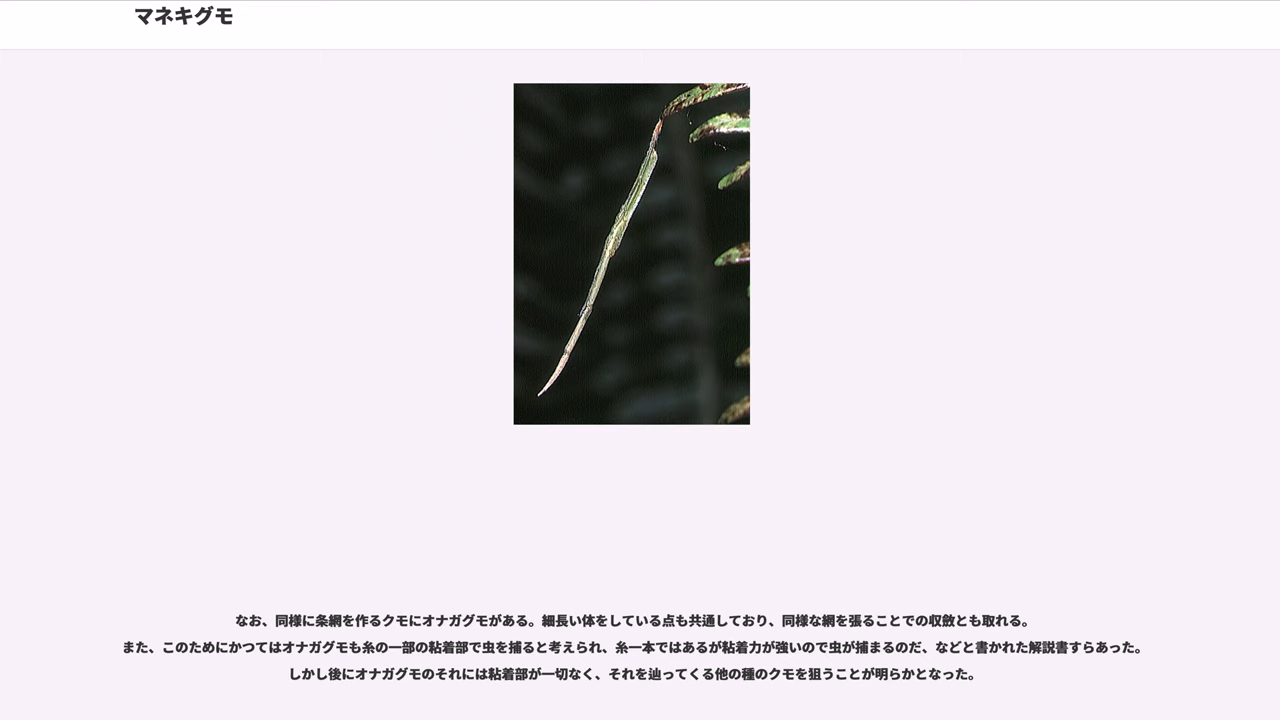 マネキグモ
なお、同様に条網を作るクモにオナガグモがある。細長い体をしている点も共通しており、同様な網を張ることでの収斂とも取れる。
また、このためにかつてはオナガグモも糸の一部の粘着部で虫を捕ると考えられ、糸一本ではあるが粘着力が強いので虫が捕まるのだ、などと書かれた解説書すらあった。
しかし後にオナガグモのそれには粘着部が一切なく、それを辿ってくる他の種のクモを狙うことが明らかとなった。